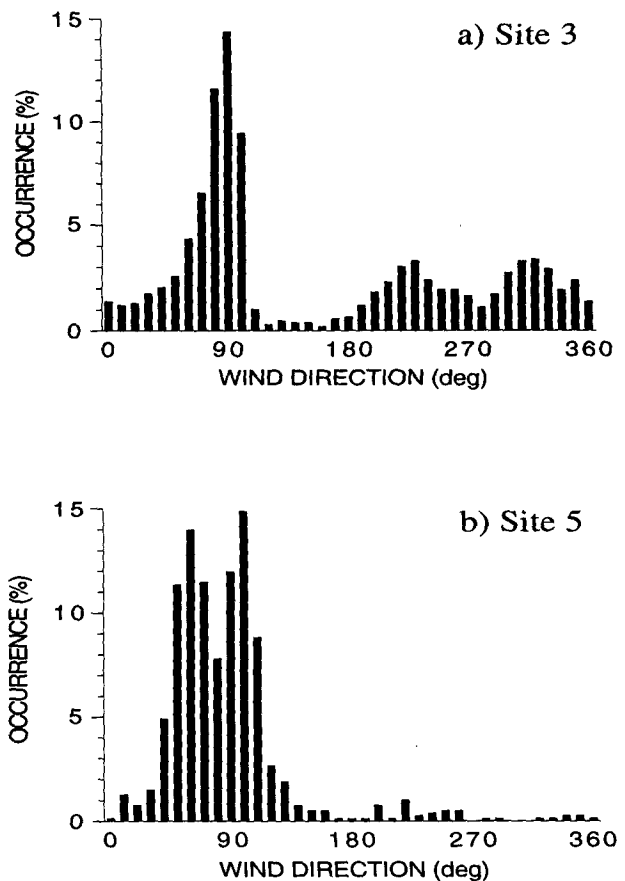 a) Site 3
15
10
5
0
OCCURRENCE (%)
0 90 180 270 360
WIND DIRECTION (deg)
b) Site 5
15
10
5
0
OCCURRENCE (%)
0 90 180 270 360
WIND DIRECTION (deg)